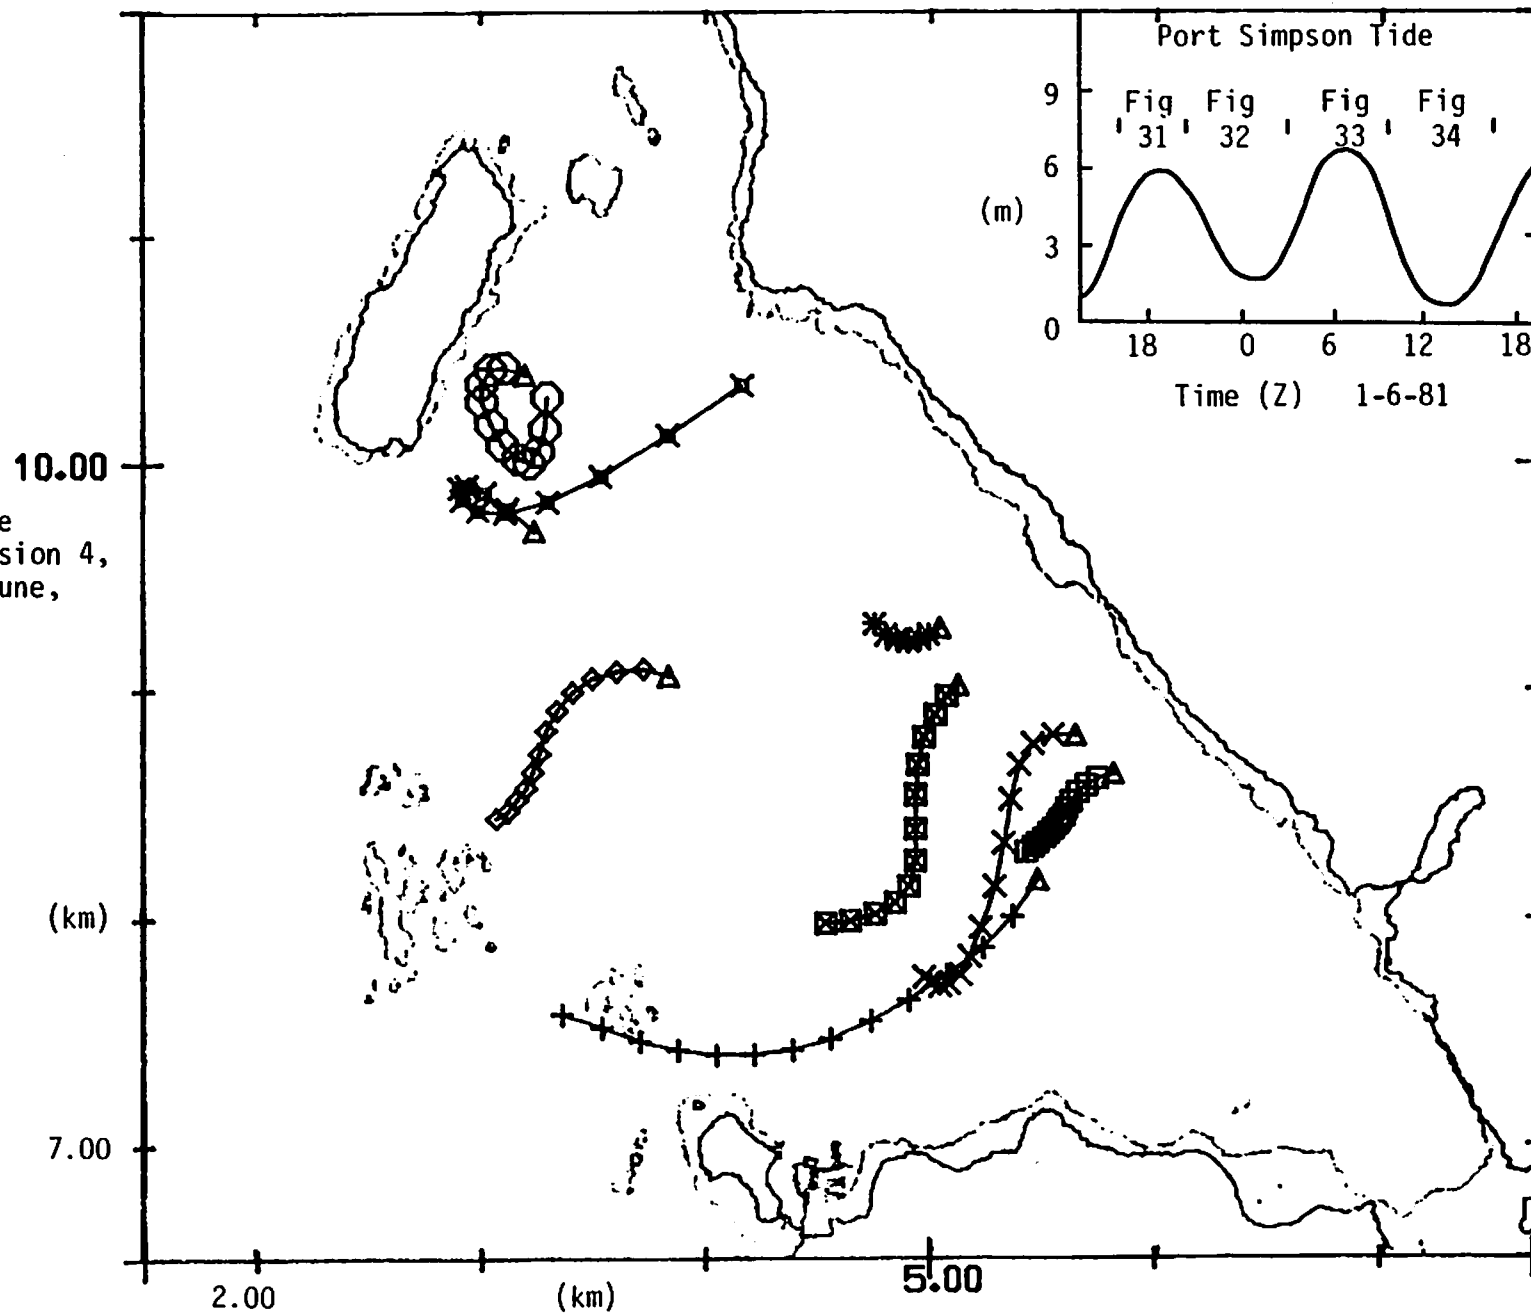 Port Simpson Tide
9
Fig Fig Fig Fig
31 32 33 34
6
(m)
3
0
18 0 6 12 18
Time (Z) 1-6-81
10.00
e
sion 4,
une,
(km)
7.00
2.00 (km) 5.00